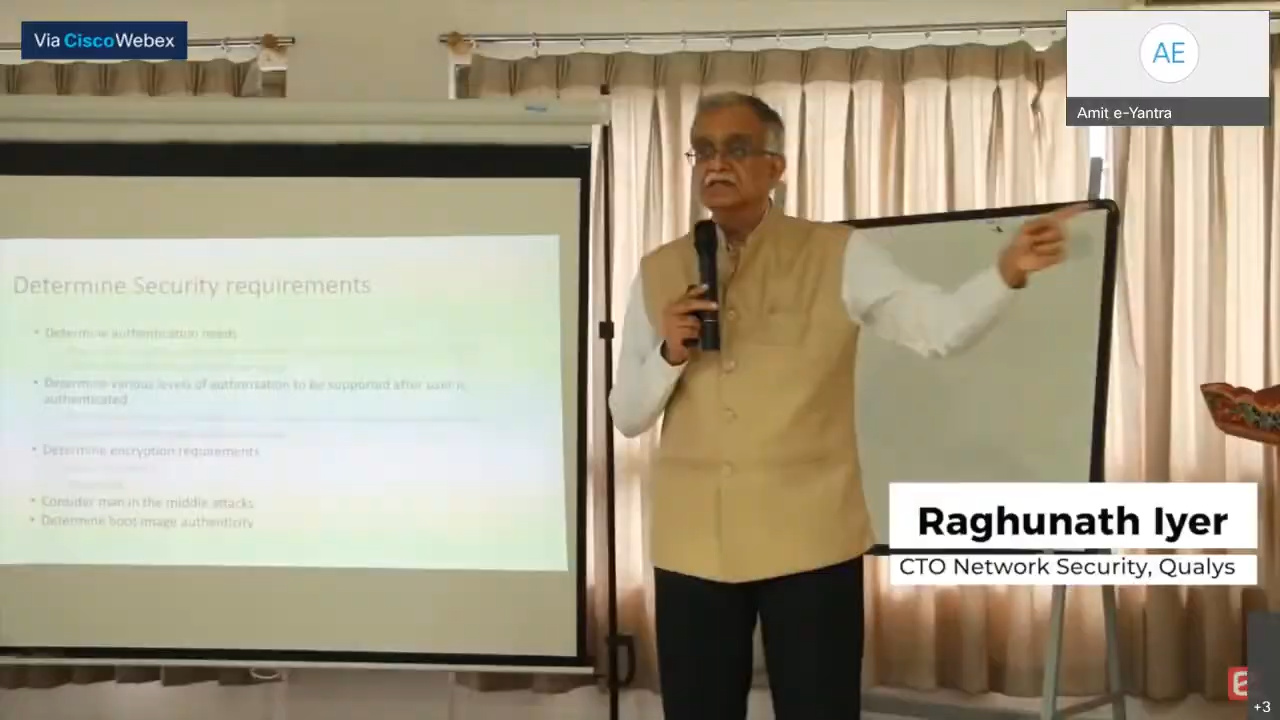 Via CiscoWebex
AE
Amit e-Yantra
Determine Security requirements
• Determine authentication needs
• Determine various levels of authorisation to be supported after user is
authenticated
• Determine encryption requirements
• Consider man in the middle attacks
• Determine boot image authenticity
Raghunath Iyer
CTO Network Security, Qualys
+3